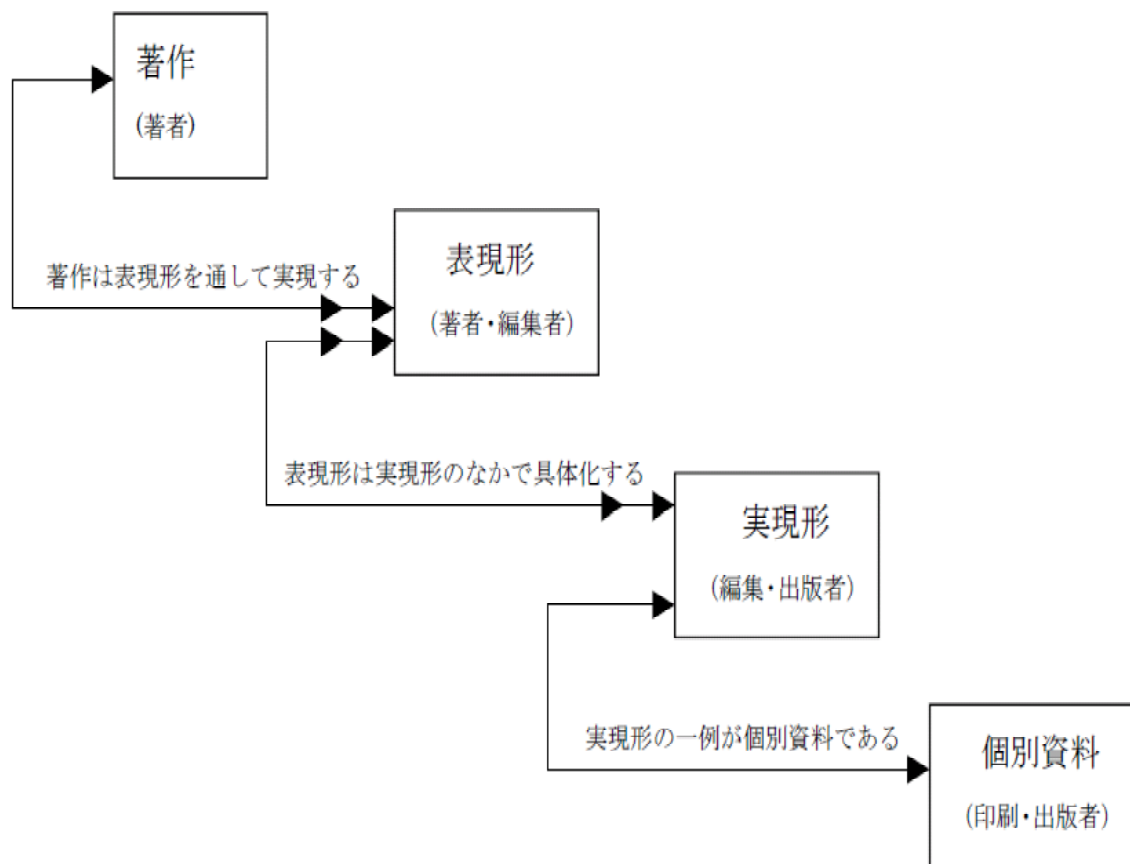 著作
(著者)
著作は表現形を通して実現する
表現形
(著者・編集者)
表現形は実現形のなかで具体化する
実現形
(編集・出版者)
実現形の一例が個別資料である
個別資料
(印刷・出版者)